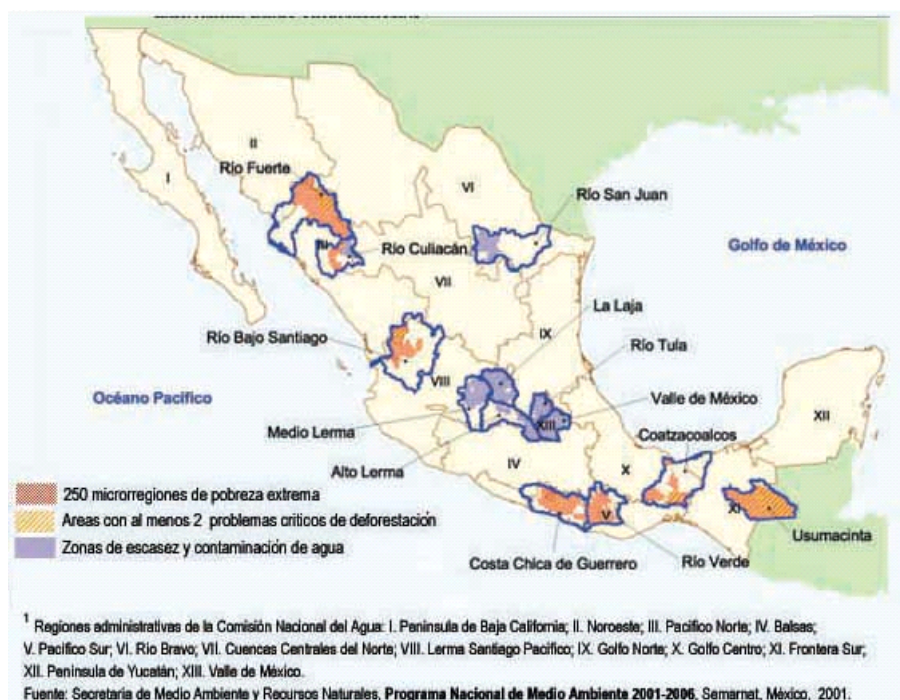 II
Río Fuerte
I
VI
Río San Juan
Río Culiacán
Golfo de México
VII
La Laja
IX
Río Bajo Santiago
Río Tula
VIII
Océano Pacífico
Valle de México
XII
Medio Lerma
XIII
Coatzacoalcos
Alto Lerma
IV
X
250 microrregiones de pobreza extrema
Areas con al menos 2 problemas criticos de deforestación
Zonas de escasez y contaminación de agua
V
XI
Usumacinta
Costa Chica de Guerrero
Río Verde
1 Regiones administrativas de la Comisión Nacional del Agua: I. Península de Baja California; II. Noroeste; III. Pacifico Norte; IV. Balsas;
V. Pacifico Sur; VI. Río Bravo; VII. Cuencas Centrales del Norte; VIII. Lerma Santiago Pacifico; IX. Golfo Norte; X. Golfo Centro; XI. Frontera Sur;
XII. Península de Yucatán; XIII. Valle de México.
Fuente: Secretaría de Medio Ambiente y Recursos Naturales, Programa Nacional de Medio Ambiente 2001-2006, Semarnat, México, 2001.